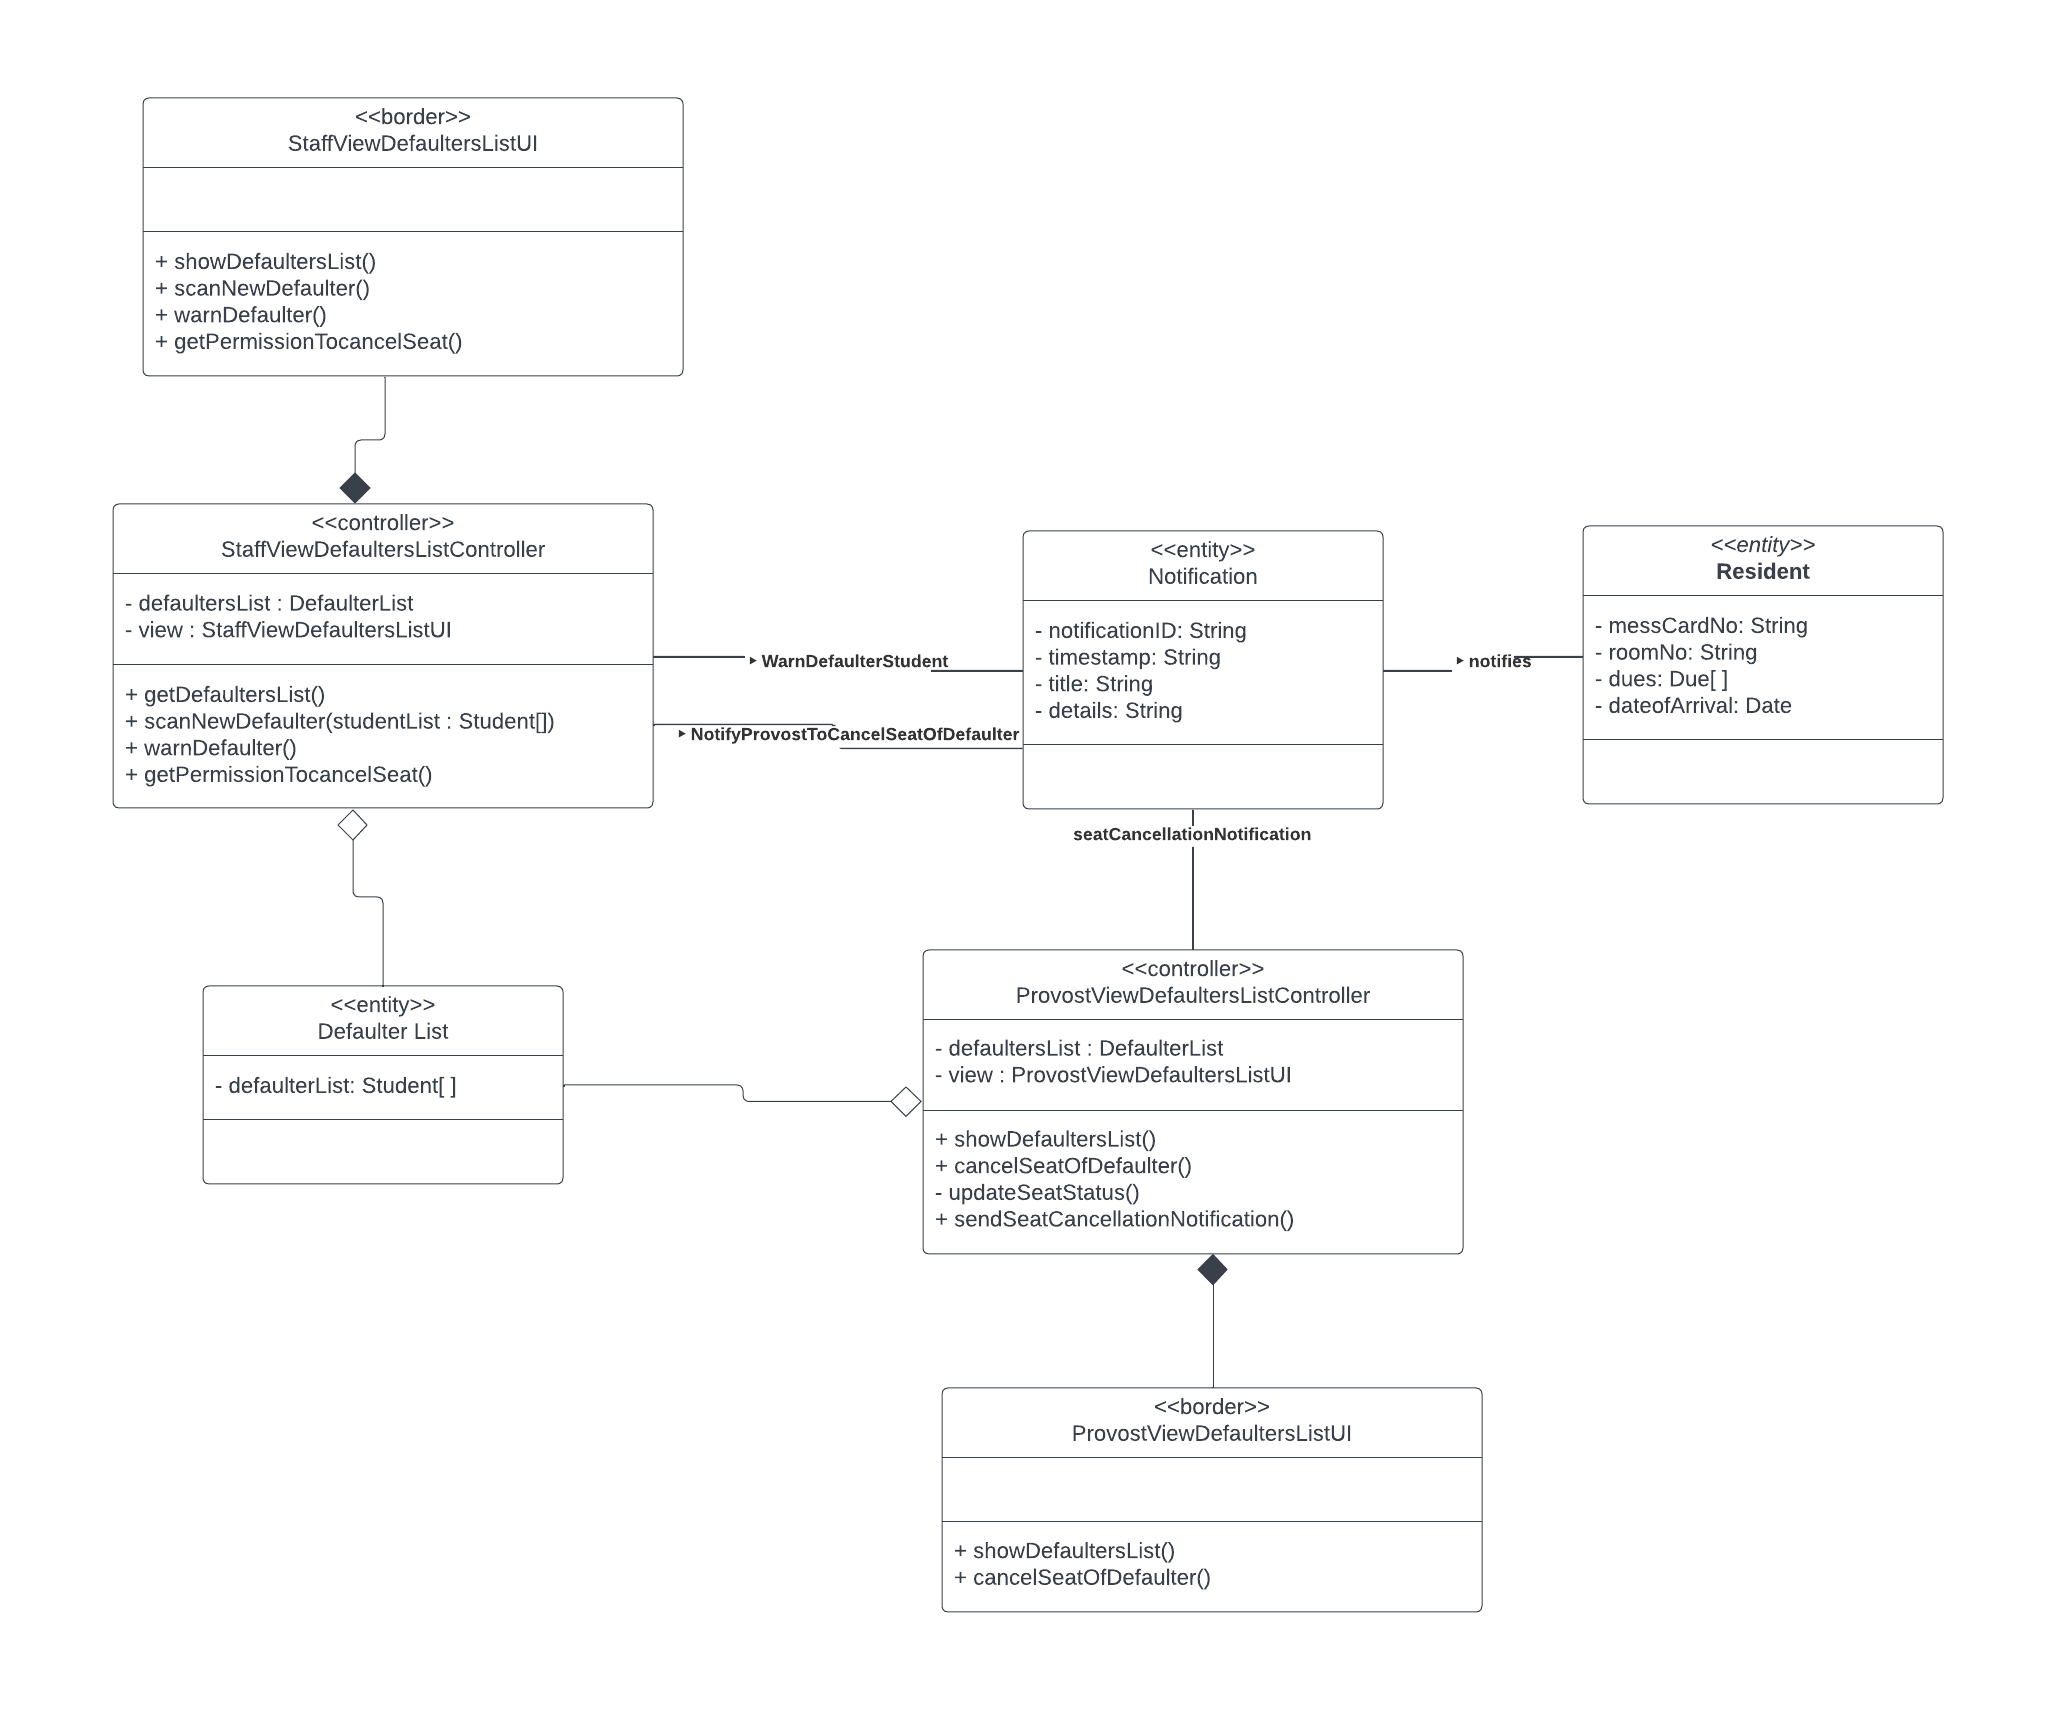 <<border>>
StaffViewDefaultersListUI
+ showDefaultersList()
+ scanNewDefaulter()
+ warnDefaulter()
+ getPermissionTocancelSeat()
<<controller>>
StaffViewDefaultersListController
- defaultersList : DefaulterList
- view : StaffViewDefaultersListUI
+ getDefaultersList()
+ scanNewDefaulter(studentList : Student[])
+ warnDefaulter()
+ getPermissionTocancelSeat()
WarnDefaulterStudent
NotifyProvostToCancelSeatOfDefaulter
<<entity>>
Notification
- notificationID: String
- timestamp: String
- title: String
- details: String
notifies
<<entity>>
Resident
- messCardNo: String
- roomNo: String
- dues: Due[ ]
- dateofArrival: Date
seatCancellationNotification
<<entity>>
Defaulter List
- defaulterList: Student[ ]
<<controller>>
ProvostViewDefaultersListController
- defaultersList : DefaulterList
- view : ProvostViewDefaultersListUI
+ showDefaultersList()
+ cancelSeatOfDefaulter()
- updateSeatStatus()
+ sendSeatCancellationNotification()
<<border>>
ProvostViewDefaultersListUI
+ showDefaultersList()
+ cancelSeatOfDefaulter()